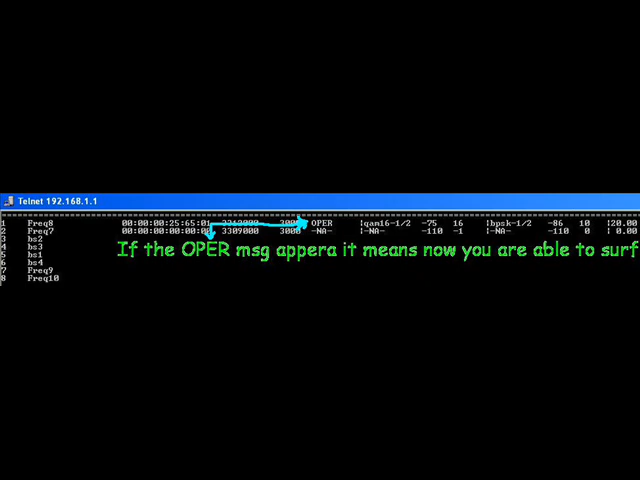 Telnet 192.168.1.1
1 Freq8 00:00:00:25:65:01 OPER |qam16-1/2 -75 16 |bpsk-1/2 -86 10 |20.00
2 Freq7 00:00:00:00:00:00 3309000 -NA- |-NA- -110 -1 |-NA- -110 0 | 0.00
3 bs2
4 bs3
5 bs1
6 bs4
7 Freq9
8 Freq10
If the OPER msg appera it means now you are able to surf